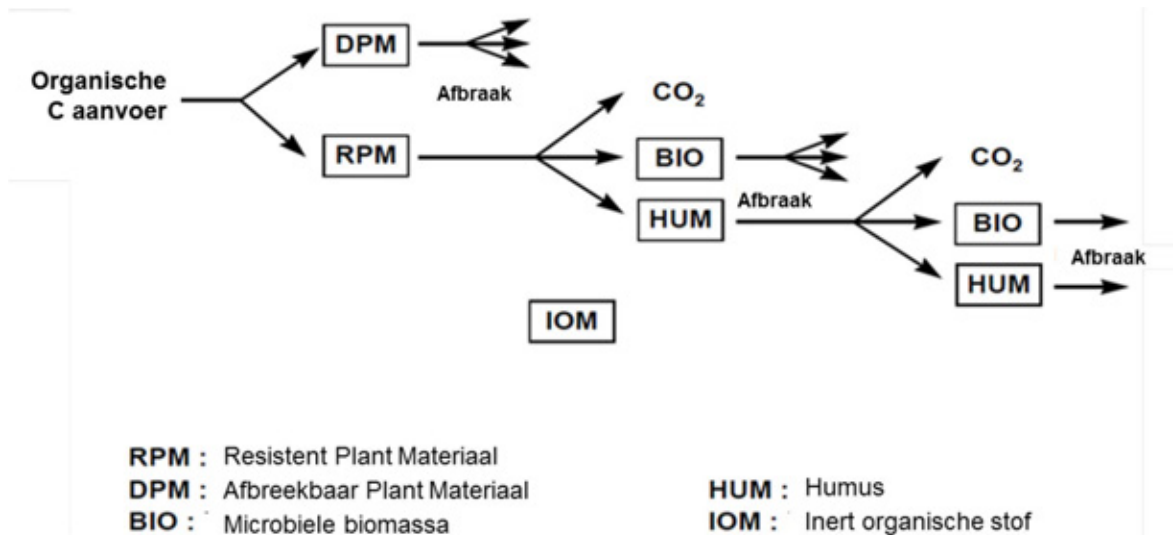 DPM
Organische
C aanvoer
Afbraak
CO₂
RPM
BIO
CO₂
HUM
Afbraak
BIO
Afbraak
HUM
IOM
RPM : Resistent Plant Materiaal
DPM : Afbreekbaar Plant Materiaal
BIO : Microbiele biomassa
HUM : Humus
IOM : Inert organische stof